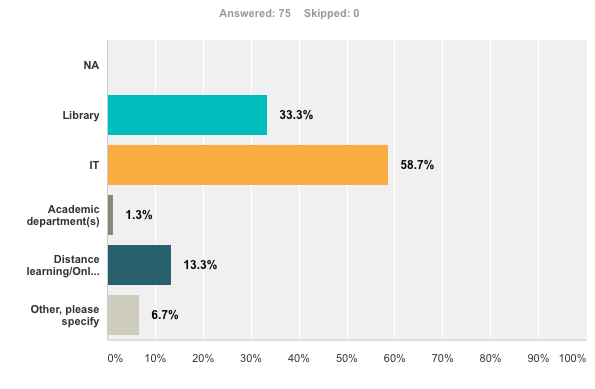 Answered: 75 Skipped: 0
NA
Library
33.3%
IT
58.7%
Academic
department(s)
1.3%
Distance
learning/Onl...
13.3%
Other, please
specify
6.7%
0% 10% 20% 30% 40% 50% 60% 70% 80% 90% 100%